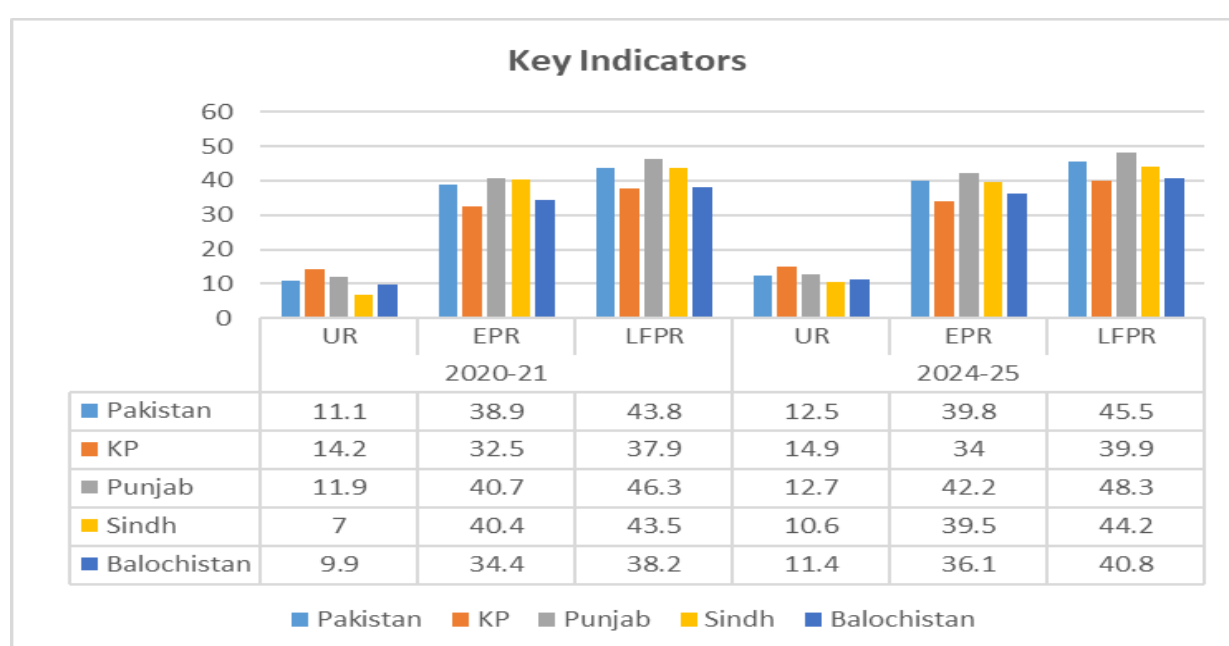 Key Indicators
60
50
40
30
20
10
0
UR EPR LFPR UR EPR LFPR
2020-21 2024-25
Pakistan 11.1 38.9 43.8 12.5 39.8 45.5
KP 14.2 32.5 37.9 14.9 34 39.9
Punjab 11.9 40.7 46.3 12.7 42.2 48.3
Sindh 7 40.4 43.5 10.6 39.5 44.2
Balochistan 9.9 34.4 38.2 11.4 36.1 40.8
Pakistan KP Punjab Sindh Balochistan